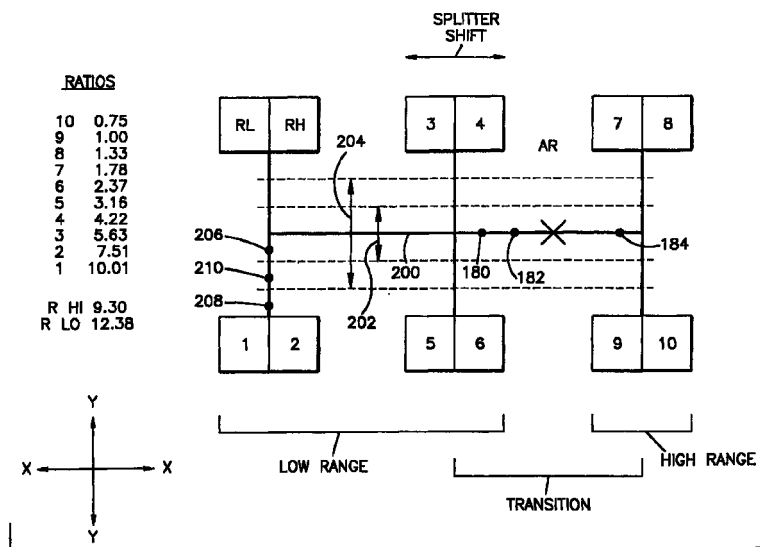 SPLITTER
SHIFT
RATIOS
10 0.75
9 1.00
8 1.33
7 1.78
6 2.37
5 3.16
4 4.22
3 5.63
2 7.51
1 10.01
R HI 9.30
R LO 12.38
RL RH
3 4
7 8
AR
204
206
210
208
200
180
182
184
202
1 2
5 6
9 10
LOW RANGE
HIGH RANGE
TRANSITION
Y
X X
Y